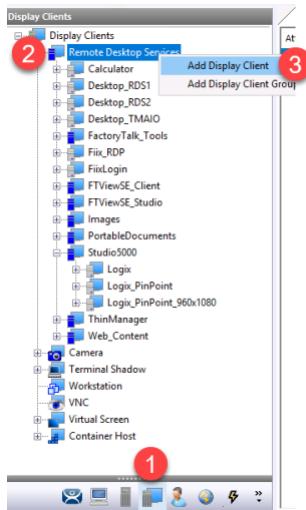 Display Clients
Display Clients
2
Remote Desktop Services
Calculator
Add Display Client
3
Desktop_RDS1
Add Display Client Group
Desktop_RDS2
Desktop_TMAIO
FactoryTalk_Tools
Fiix_RDP
FiixLogin
FTViewSE_Client
FTViewSE_Studio
Images
PortableDocuments
Studio5000
Logix
Logix_PinPoint
Logix_PinPoint_960x1080
ThinManager
Web_Content
Camera
Terminal Shadow
Workstation
VNC
Virtual Screen
Container Host
1